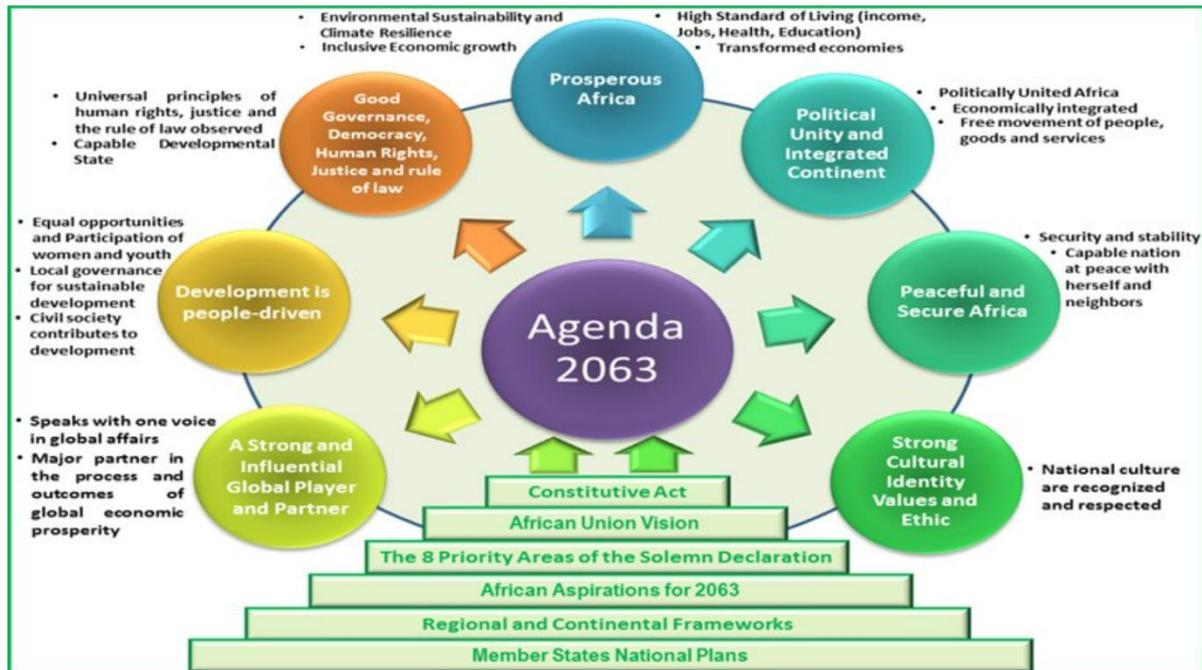 • Environmental Sustainability and
Climate Resilience
• Inclusive Economic growth
• High Standard of Living (income,
Jobs, Health, Education)
• Transformed economies
Prosperous
Africa
• Universal principles of
human rights, justice and
the rule of law observed
• Capable Developmental
State
Good
Governance,
Democracy,
Human Rights,
Justice and rule
of law
Political
Unity and
Integrated
Continent
• Politically United Africa
• Economically integrated
• Free movement of people,
goods and services
• Equal opportunities
and Participation of
women and youth
• Local governance
for sustainable
development
• Civil society
contributes to
development
Development is
people-driven
Agenda
2063
Peaceful and
Secure Africa
• Security and stability
• Capable nation
at peace with
herself and
neighbors
• Speaks with one voice
in global affairs
• Major partner in
the process and
outcomes of
global economic
prosperity
A Strong and
Influential
Global Player
and Partner
Strong
Cultural
Identity
Values and
Ethic
• National culture
are recognized
and respected
Constitutive Act
African Union Vision
The 8 Priority Areas of the Solemn Declaration
African Aspirations for 2063
Regional and Continental Frameworks
Member States National Plans